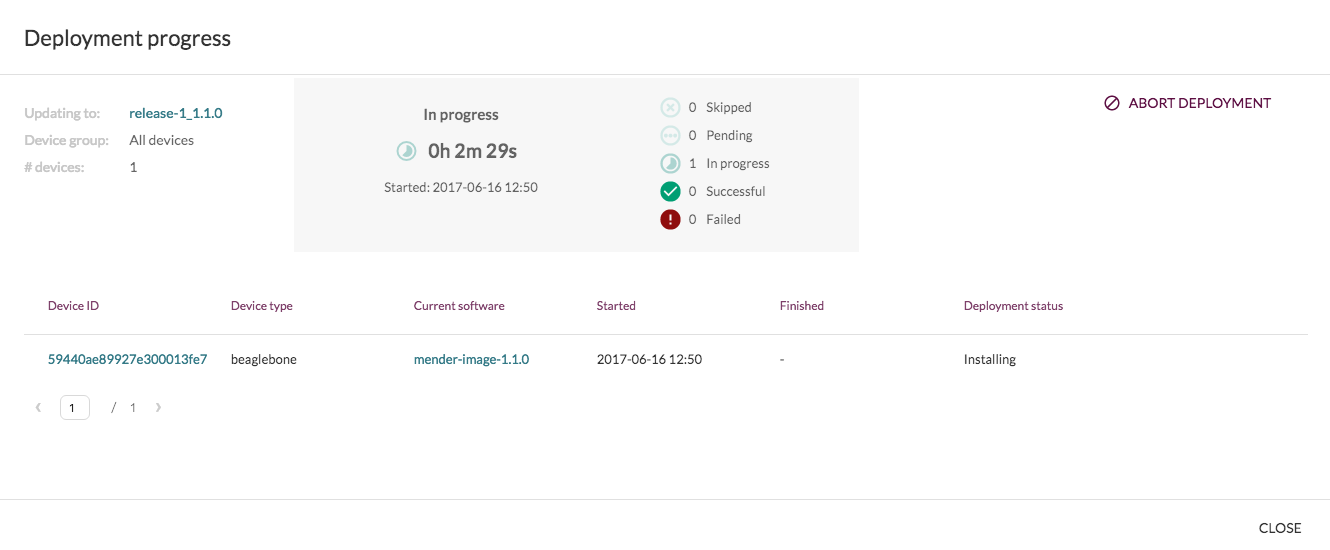 Deployment progress
Updating to: release-1_1.1.0
Device group: All devices
# devices: 1
In progress
0h 2m 29s
Started: 2017-06-16 12:50
0 Skipped
0 Pending
1 In progress
0 Successful
0 Failed
ABORT DEPLOYMENT
Device ID Device type Current software Started Finished Deployment status
59440ae89927e300013fe7 beaglebone mender-image-1.1.0 2017-06-16 12:50 - Installing
‹ 1 / 1 ›
CLOSE